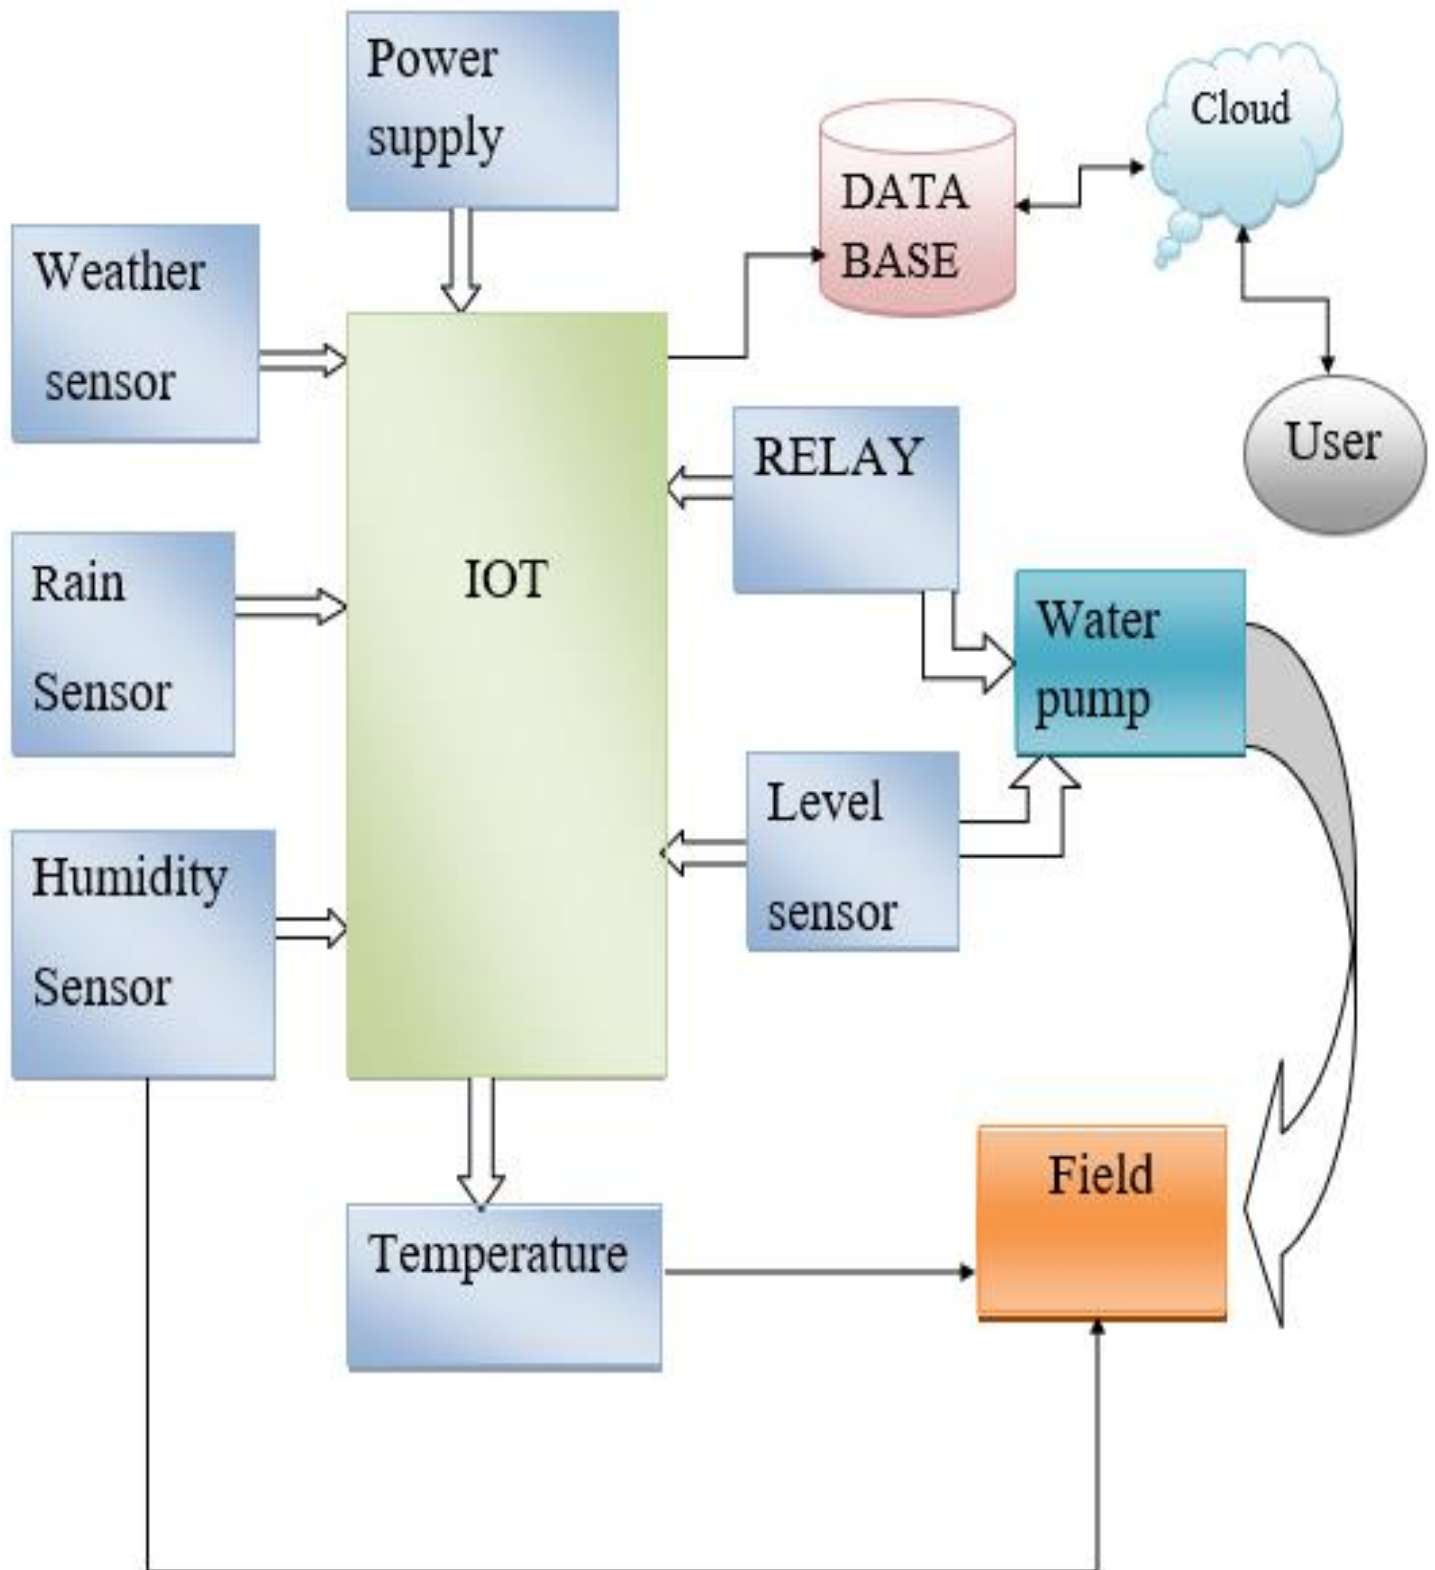 Power
supply
Cloud
DATA
BASE
Weather
sensor
User
RELAY
IOT
Rain
Sensor
Water
pump
Level
sensor
Humidity
Sensor
Field
Temperature